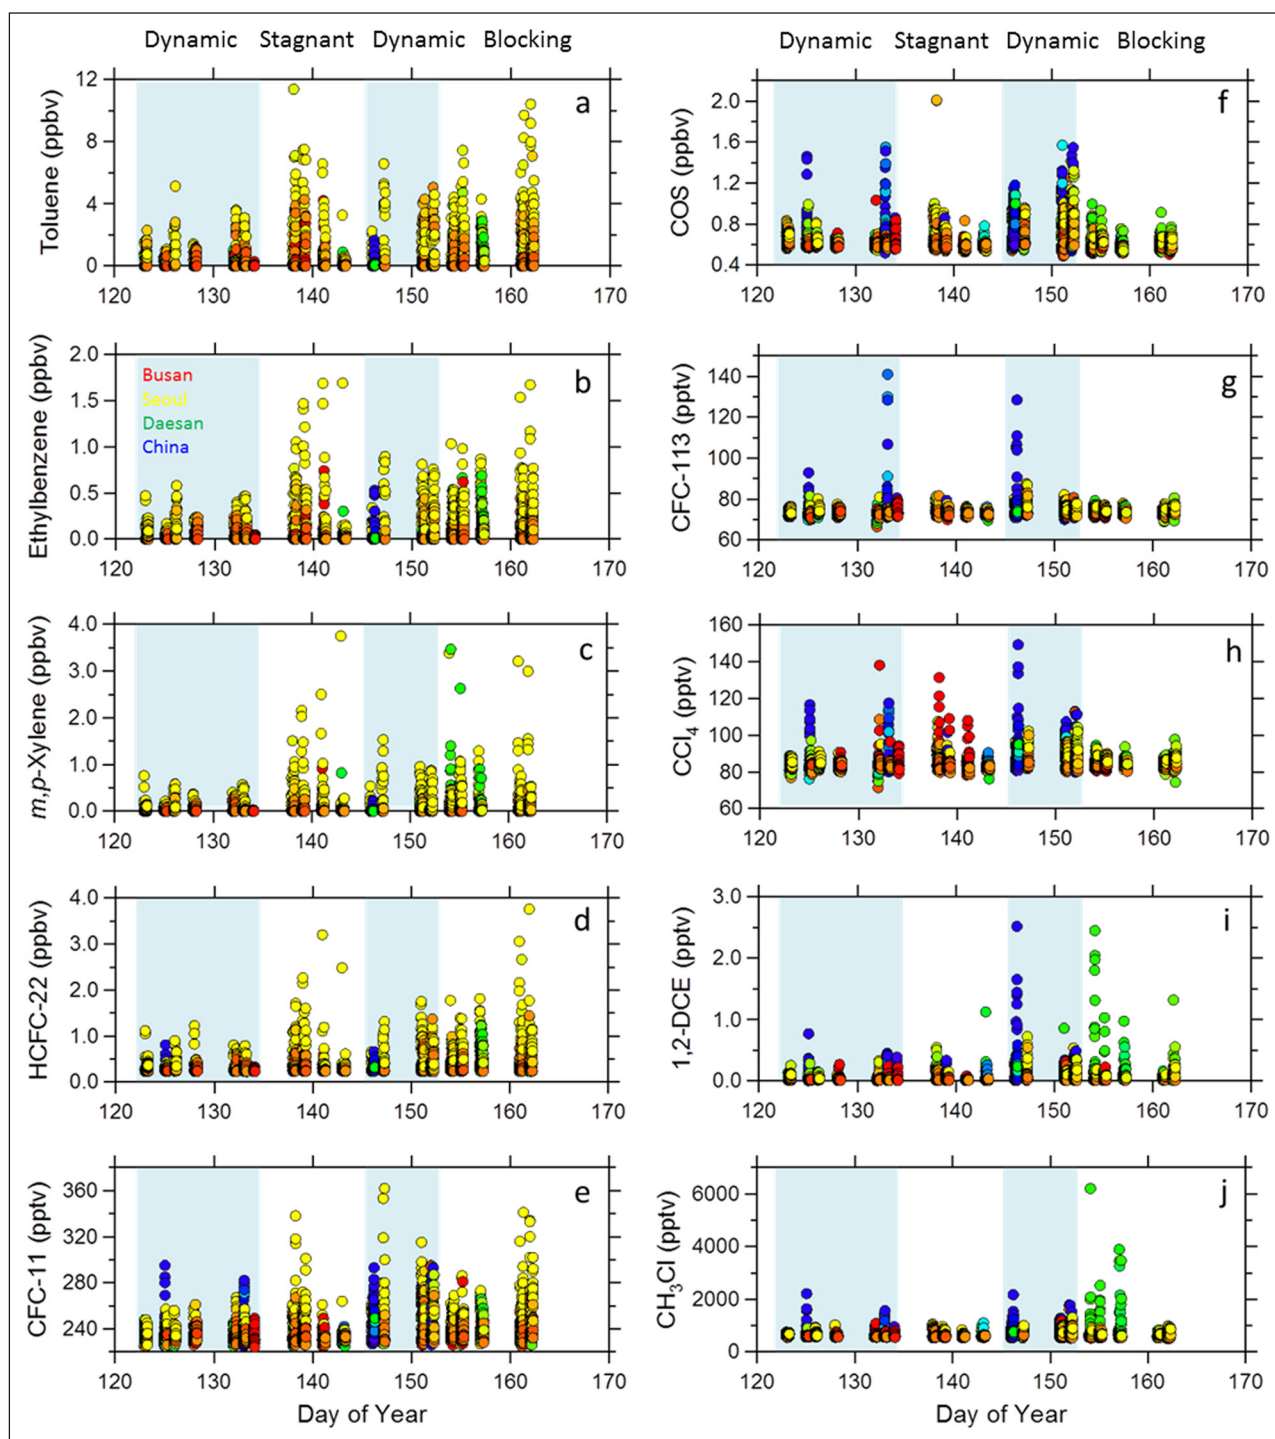 Dynamic Stagnant Dynamic Blocking
Toluene (ppbv)
12
8
4
0
a
120 130 140 150 160 170
Ethylbenzene (ppbv)
2.0
1.5
1.0
0.5
0.0
b
Busan
Seoul
Daesan
China
120 130 140 150 160 170
m,p-Xylene (ppbv)
4.0
3.0
2.0
1.0
0.0
c
120 130 140 150 160 170
HCFC-22 (ppbv)
4.0
3.0
2.0
1.0
0.0
d
120 130 140 150 160 170
CFC-11 (pptv)
360
320
280
240
e
120 130 140 150 160 170
Day of Year
Dynamic Stagnant Dynamic Blocking
COS (ppbv)
2.0
1.6
1.2
0.8
0.4
f
120 130 140 150 160 170
CFC-113 (pptv)
140
120
100
80
60
g
120 130 140 150 160 170
CCl4 (pptv)
160
140
120
100
80
60
h
120 130 140 150 160 170
1,2-DCE (pptv)
3.0
2.0
1.0
0.0
i
120 130 140 150 160 170
CH3Cl (pptv)
6000
4000
2000
0
j
120 130 140 150 160 170
Day of Year